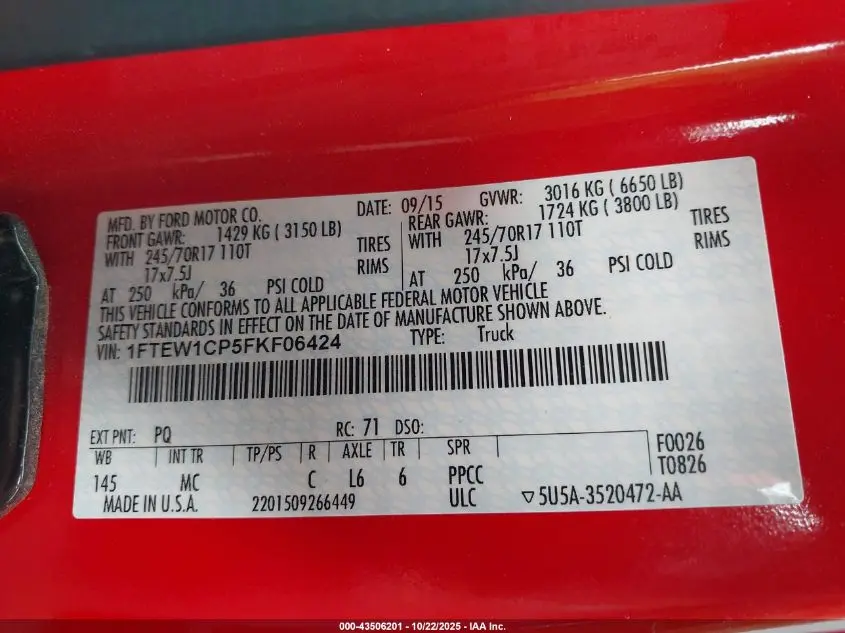 MFD. BY FORD MOTOR CO.
DATE: 09/15 GVWR: 3016 KG ( 6650 LB)
FRONT GAWR: 1429 KG ( 3150 LB)
REAR GAWR: 1724 KG ( 3800 LB)
WITH 245/70R17 110T TIRES
WITH 245/70R17 110T TIRES
17x7.5J RIMS
17x7.5J RIMS
AT 250 kPa/ 36 PSI COLD
AT 250 kPa/ 36 PSI COLD
THIS VEHICLE CONFORMS TO ALL APPLICABLE FEDERAL MOTOR VEHICLE
SAFETY STANDARDS IN EFFECT ON THE DATE OF MANUFACTURE SHOWN ABOVE.
VIN: 1FTEW1CP5FKF06424 TYPE: Truck
EXT PNT: PQ RC: 71 DSO:
WB INT TR TP/PS R AXLE TR SPR
F0026
T0826
145 MC C L6 6 PPCC
MADE IN U.S.A. 2201509266449 ULC ▽5U5A-3520472-AA
000-43506201 - 10/22/2025 - IAA Inc.